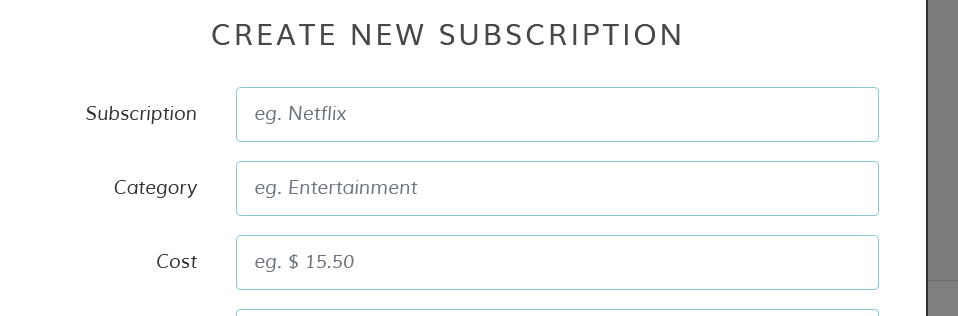 CREATE NEW SUBSCRIPTION
Subscription eg. Netflix
Category eg. Entertainment
Cost eg. $ 15.50